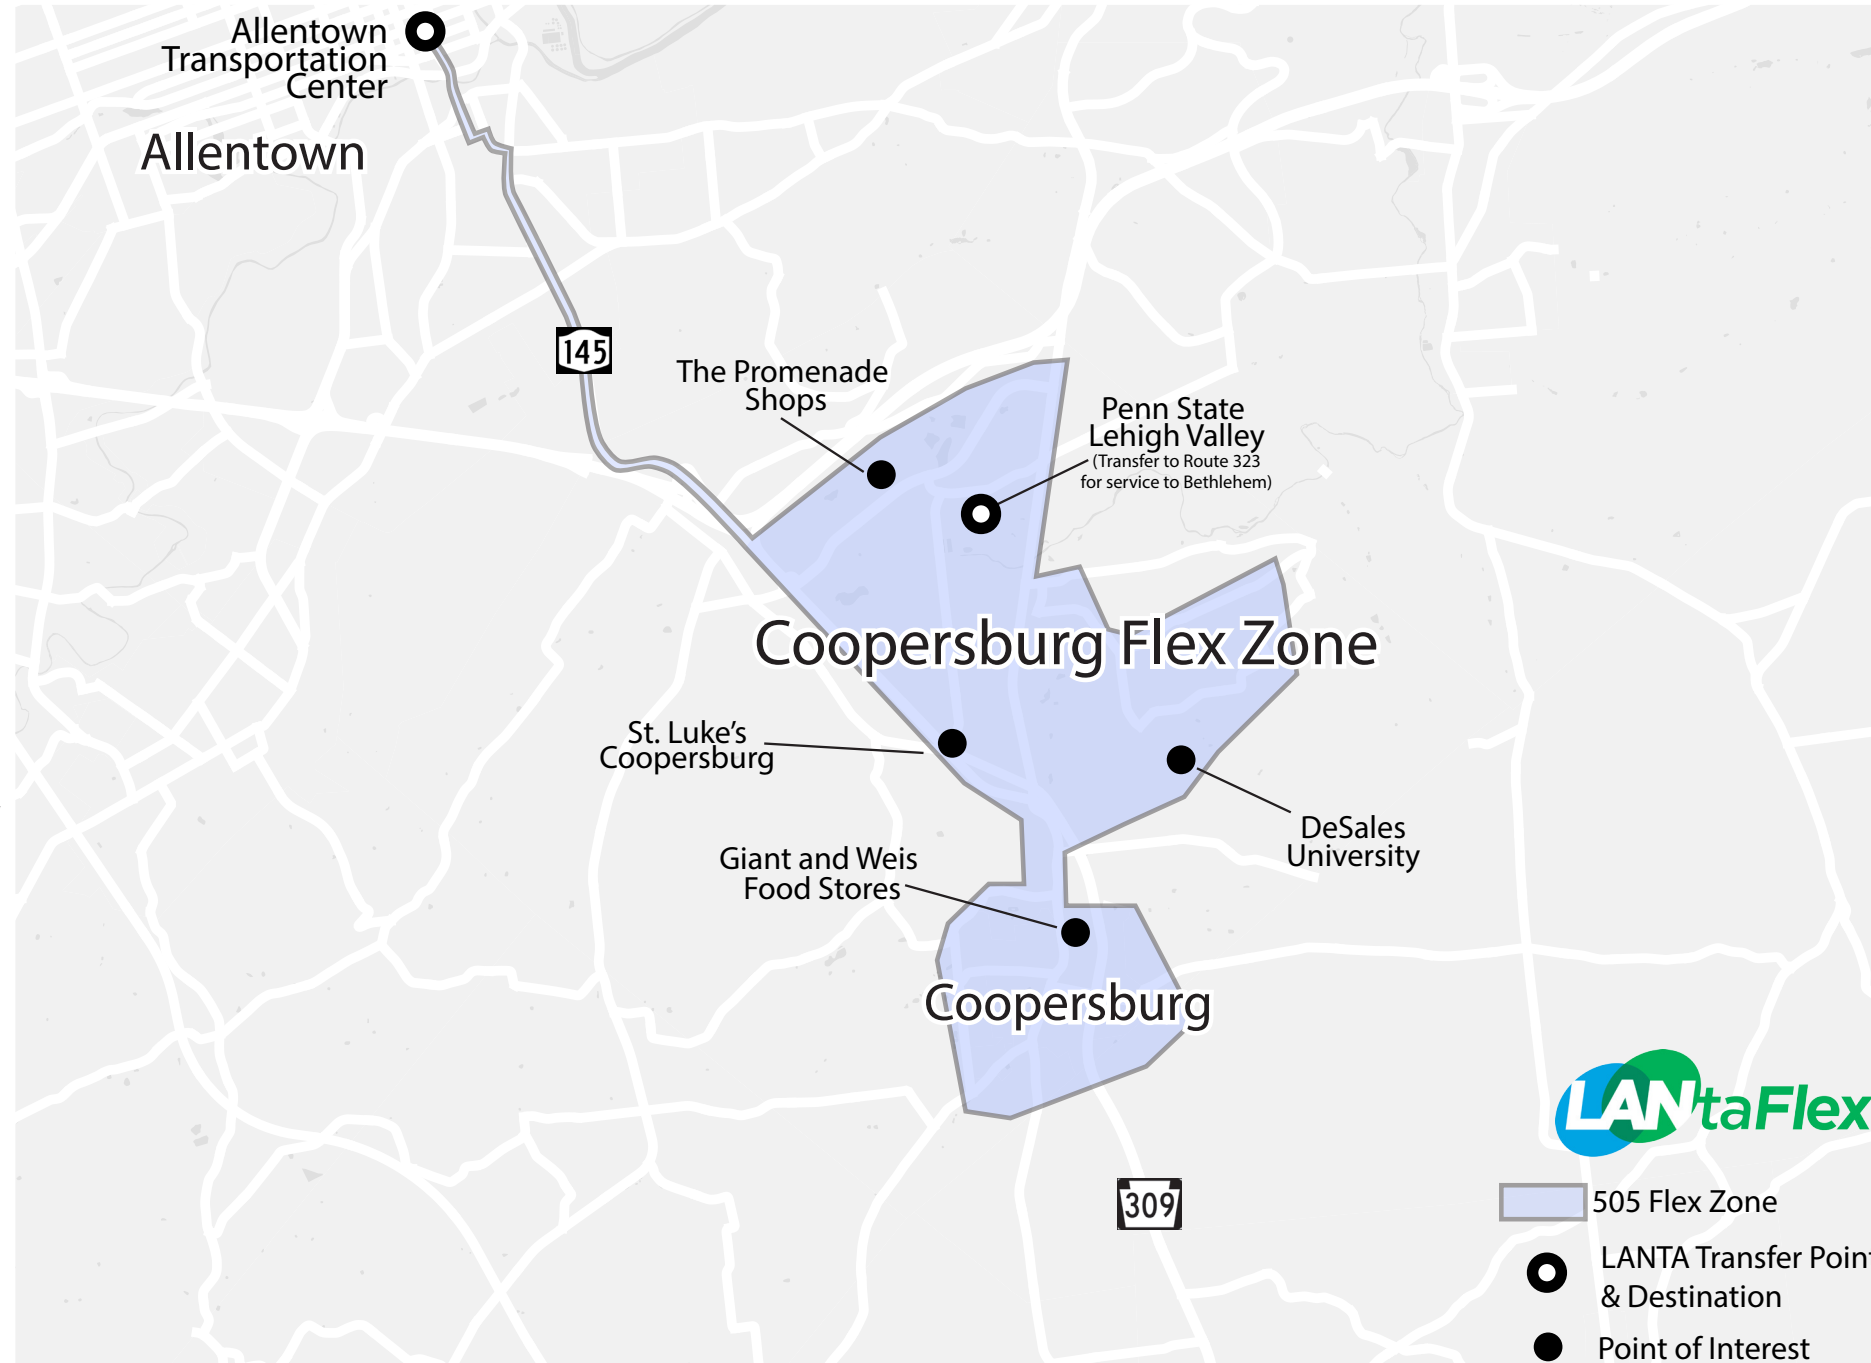 Allentown
Transportation
Center
Allentown
145
The Promenade
Shops
Penn State
Lehigh Valley
(Transfer to Route 323
for service to Bethlehem)
Coopersburg Flex Zone
St. Luke’s
Coopersburg
DeSales
University
Giant and Weis
Food Stores
Coopersburg
309
LANtaFlex
505 Flex Zone
LANTA Transfer Point
& Destination
Point of Interest